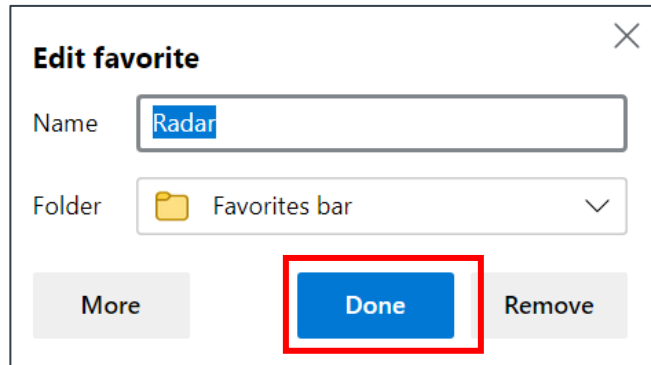 Edit favorite
Name Radar
Folder Favorites bar
More Done Remove